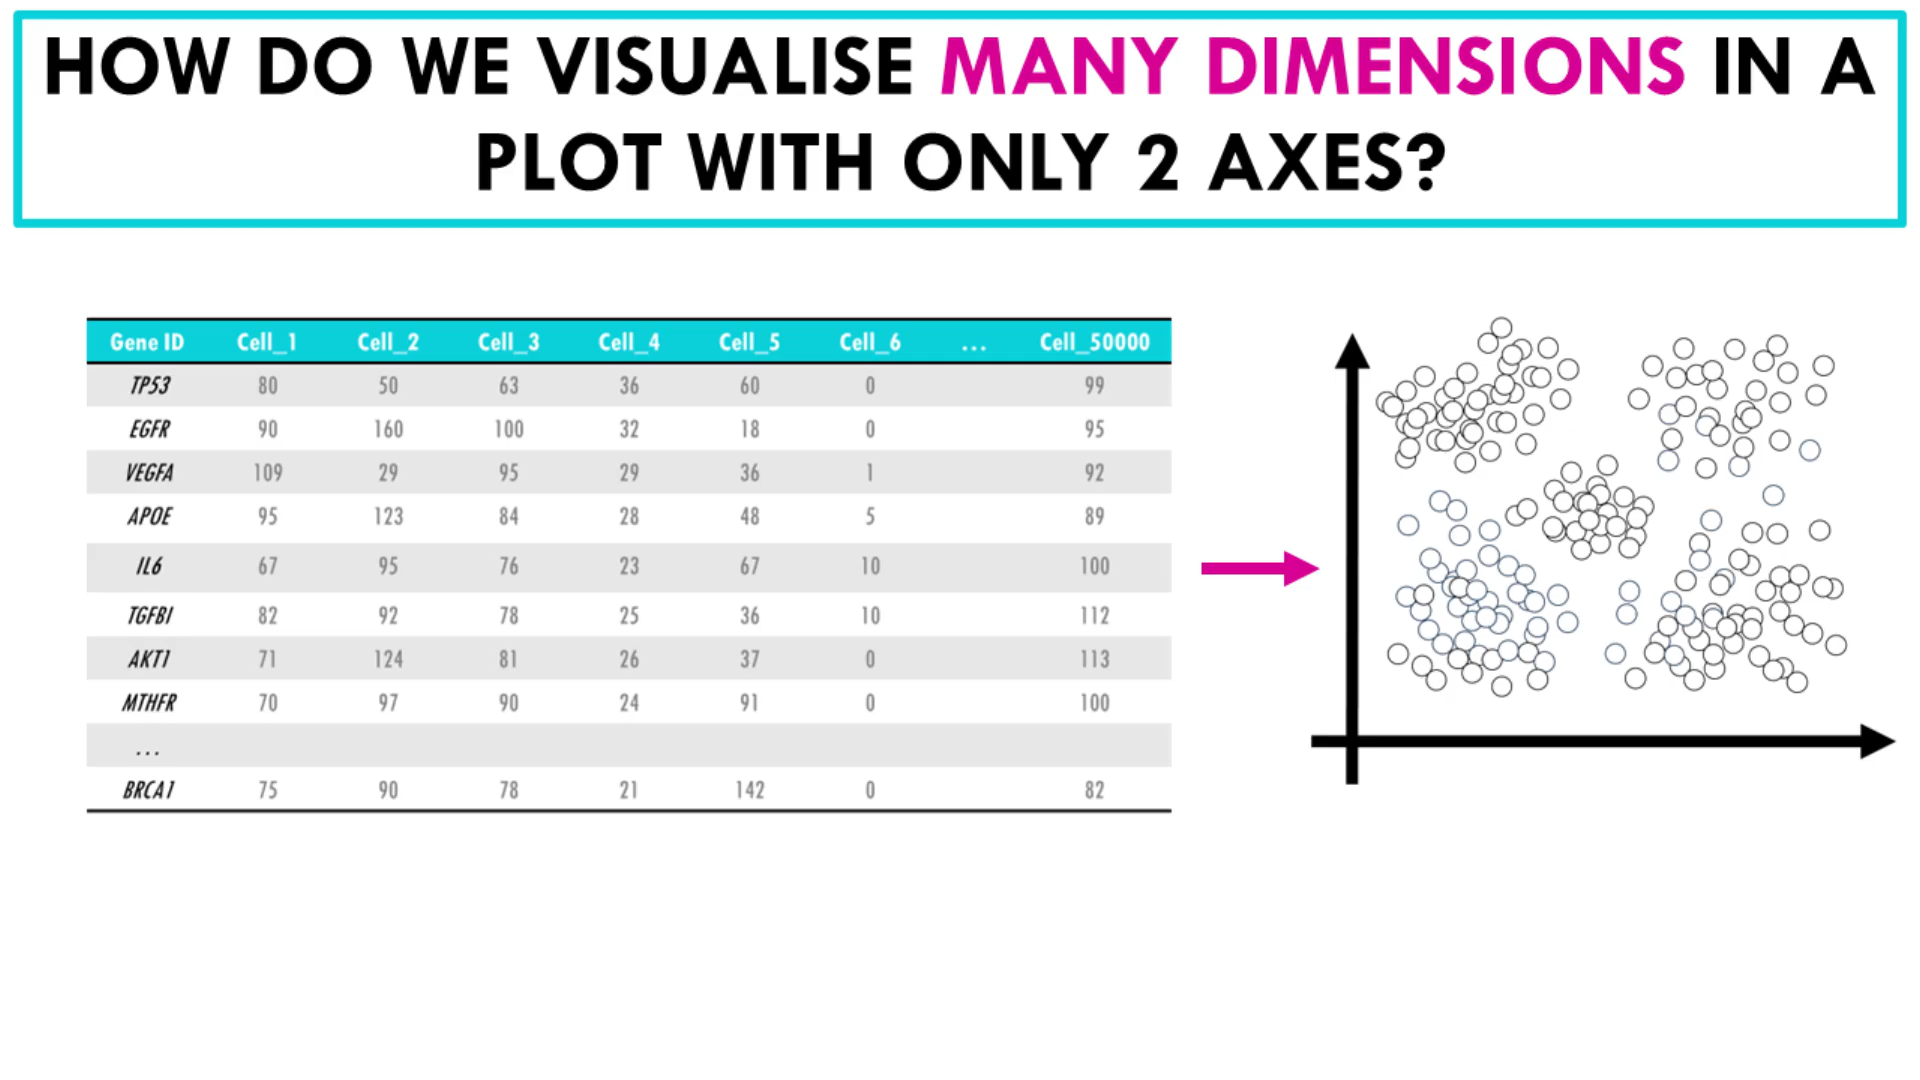 HOW DO WE VISUALISE MANY DIMENSIONS IN A
PLOT WITH ONLY 2 AXES?
Gene ID Cell_1 Cell_2 Cell_3 Cell_4 Cell_5 Cell_6 ... Cell_50000
TP53 80 50 63 36 60 0 99
EGFR 90 160 100 32 18 0 95
VEGFA 109 29 95 29 36 1 92
APOE 95 123 84 28 48 5 89
IL6 67 95 76 23 67 10 100
TGFB1 82 92 78 25 36 10 112
AKT1 71 124 81 26 37 0 113
MTHFR 70 97 90 24 91 0 100
...
BRCA1 75 90 78 21 142 0 82